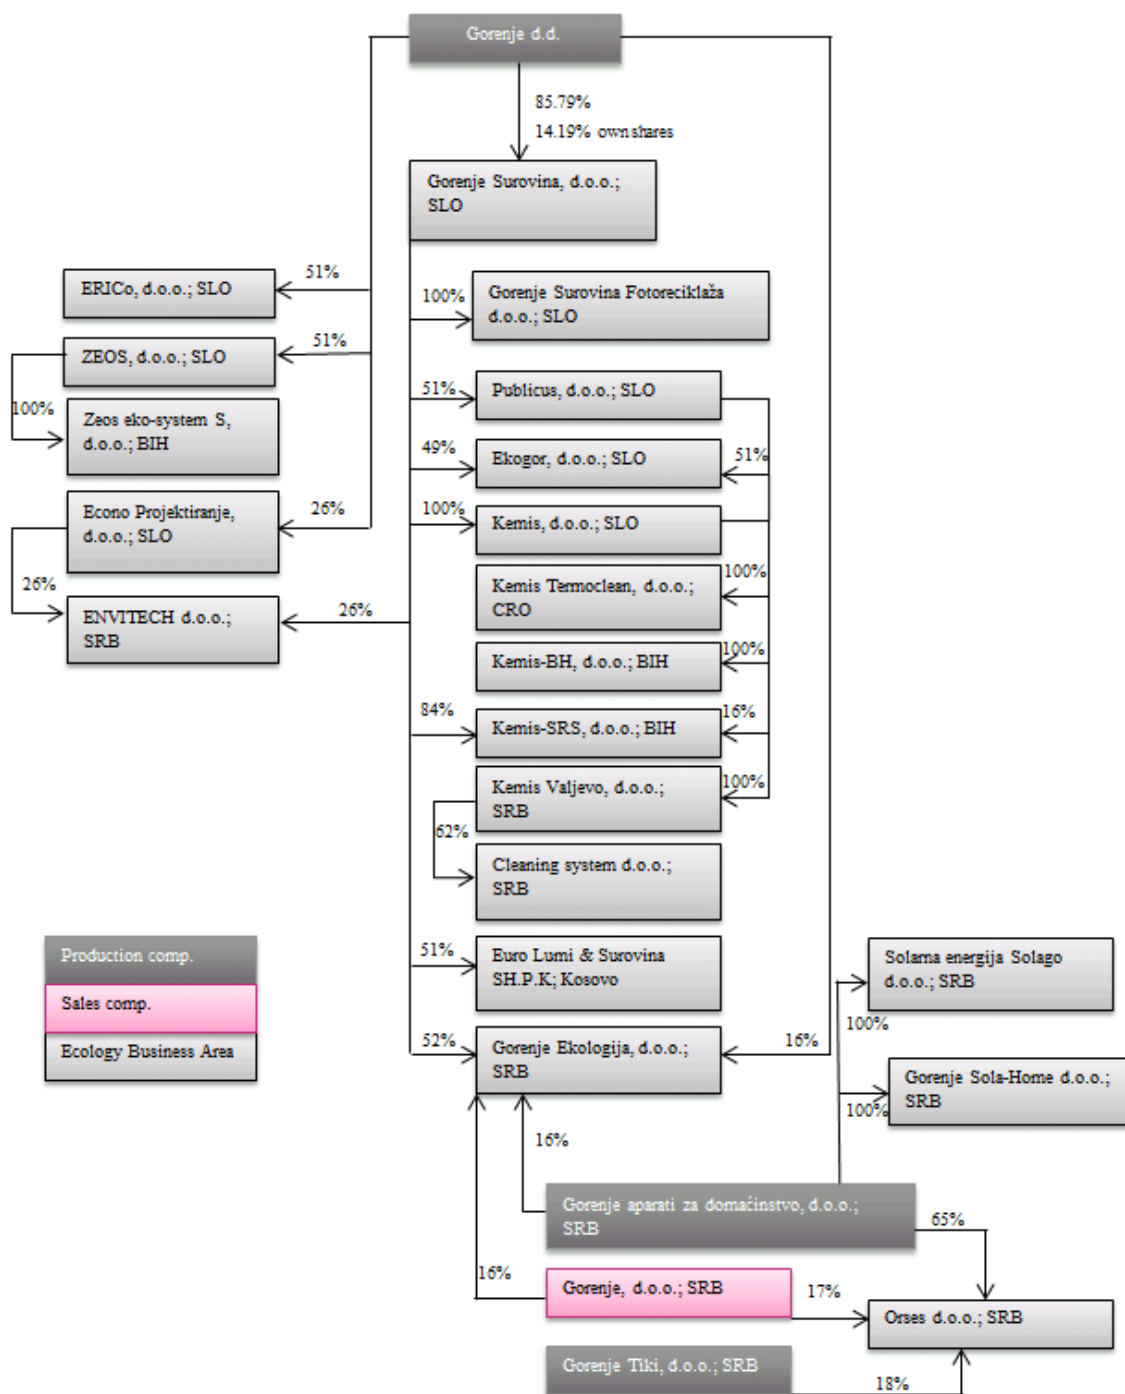 Gorenje d.d.
85.79%
14.19% own shares
Gorenje Surovina, d.o.o.;
SLO
51%
ERICo, d.o.o.; SLO
100%
Gorenje Surovina Fotoreciklaža
d.o.o.; SLO
51%
ZEOS, d.o.o.; SLO
100%
Zeos eko-system S,
d.o.o.; BIH
51%
Publicus, d.o.o.; SLO
49%
Ekogor, d.o.o.; SLO
51%
26%
Econo Projektiranje,
d.o.o.; SLO
100%
Kemis, d.o.o.; SLO
26%
ENVITECH d.o.o.;
SRB
26%
Kemis Termoclean, d.o.o.;
CRO
100%
Kemis-BH, d.o.o.; BIH
100%
84%
Kemis-SRS, d.o.o.; BIH
16%
Kemis Valjevo, d.o.o.;
SRB
100%
62%
Cleaning system d.o.o.;
SRB
Production comp.
Sales comp.
Ecology Business Area
51%
Euro Lumi & Surovina
SH.P.K; Kosovo
Solarna energija Solago
d.o.o.; SRB
100%
52%
Gorenje Ekologija, d.o.o.;
SRB
16%
Gorenje Sola-Home d.o.o.;
SRB
100%
16%
Gorenje aparati za domaćinstvo, d.o.o.;
SRB
65%
16%
Gorenje, d.o.o.; SRB
17%
Orses d.o.o.; SRB
Gorenje Tiki, d.o.o.; SRB
18%